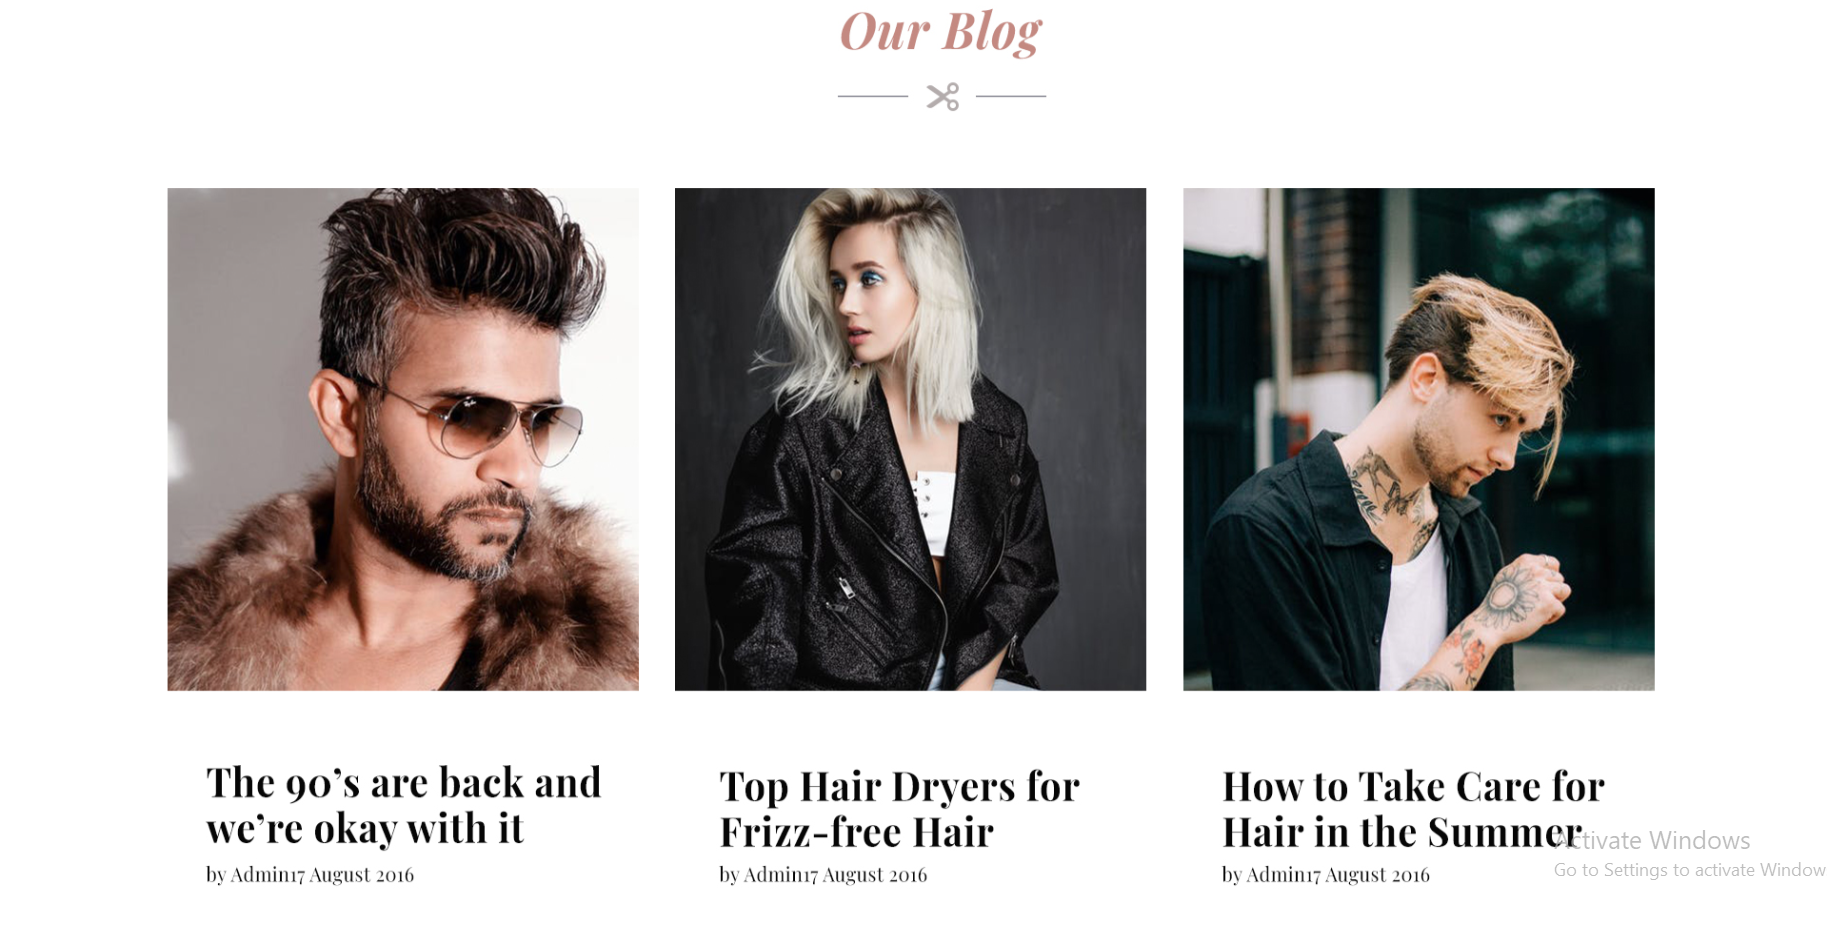 Our Blog
The 90's are back and
we're okay with it
by Admin17 August 2016
Top Hair Dryers for
Frizz-free Hair
by Admin17 August 2016
How to Take Care for
Hair in the Summer
by Admin17 August 2016
Activate Windows
Go to Settings to activate Window